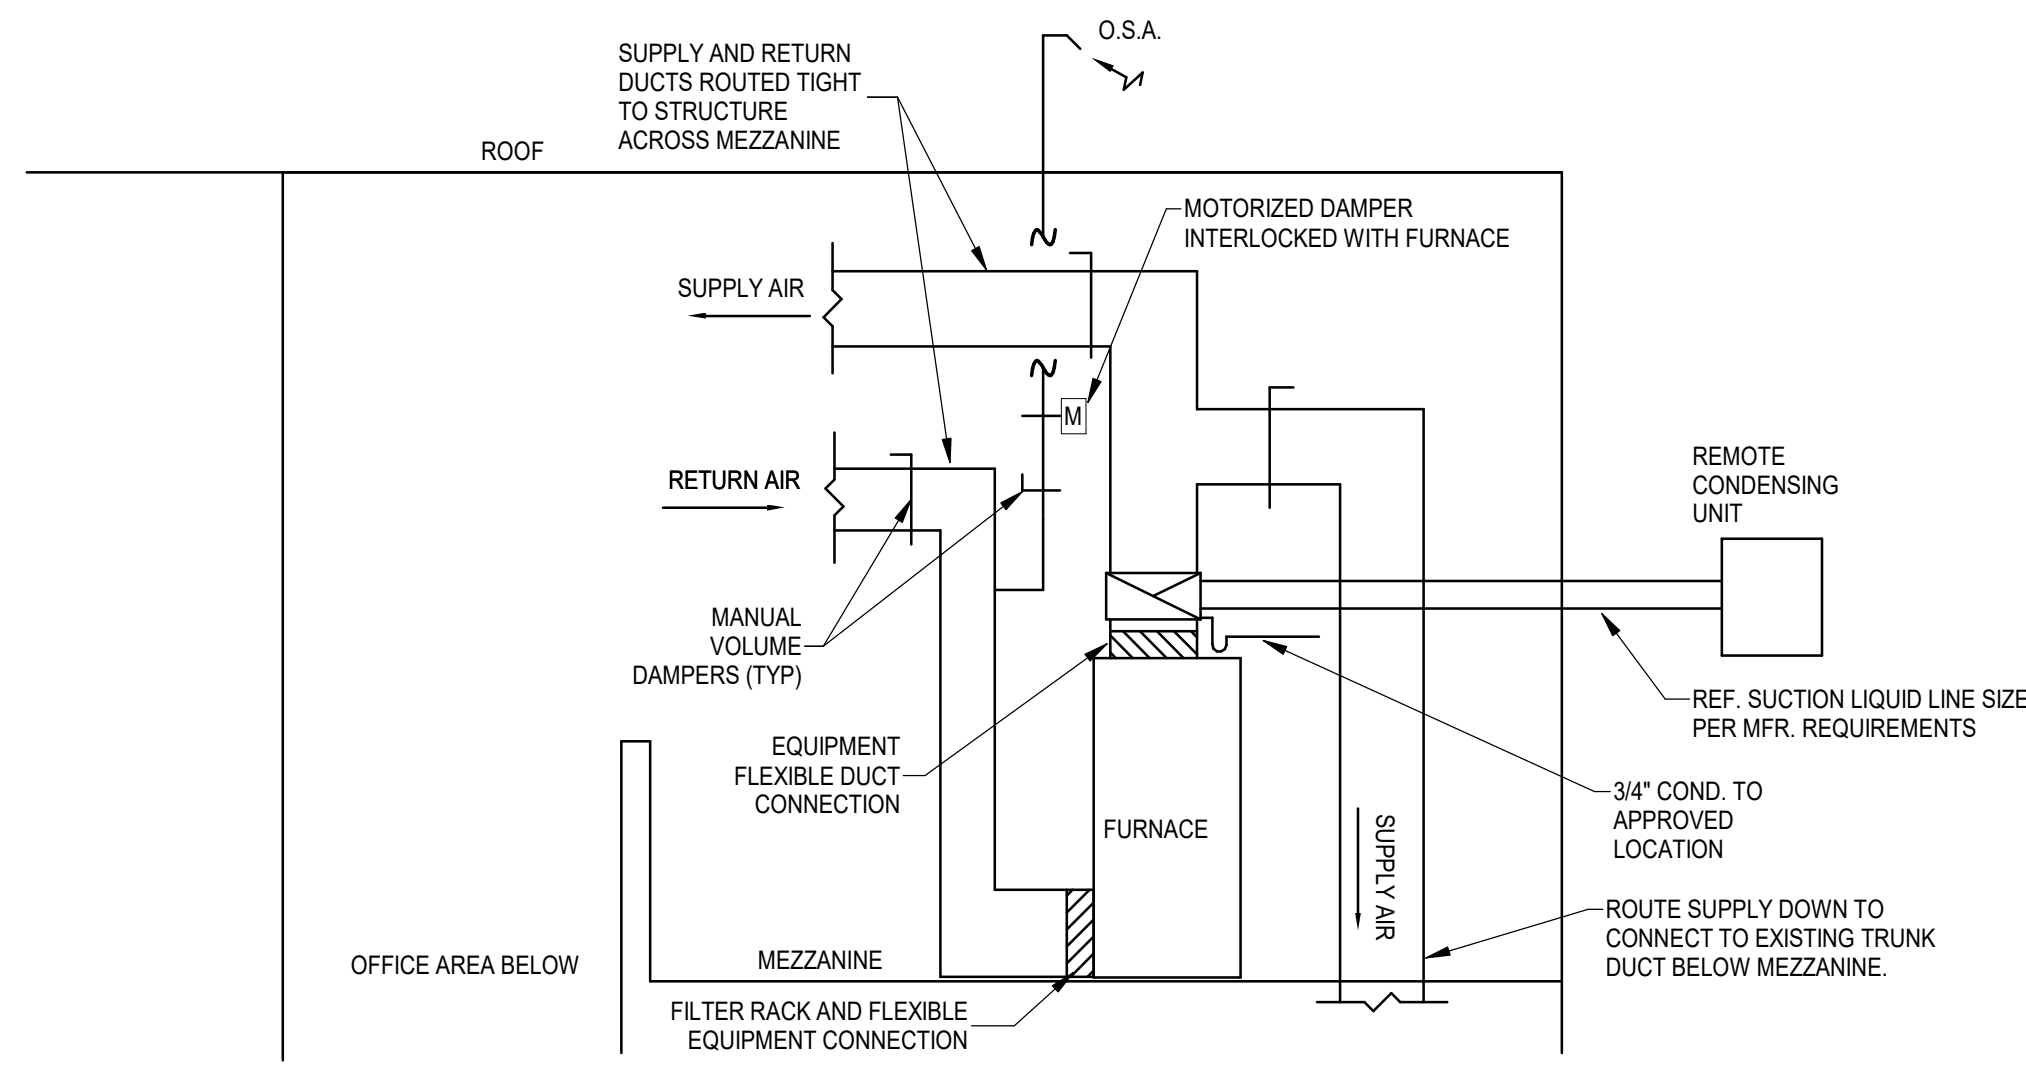 O.S.A.
SUPPLY AND RETURN
DUCTS ROUTED TIGHT
TO STRUCTURE
ACROSS MEZZANINE
ROOF
MOTORIZED DAMPER
INTERLOCKED WITH FURNACE
SUPPLY AIR
M
RETURN AIR
REMOTE
CONDENSING
UNIT
MANUAL
VOLUME
DAMPERS (TYP)
REF. SUCTION LIQUID LINE SIZE
PER MFR. REQUIREMENTS
EQUIPMENT
FLEXIBLE DUCT
CONNECTION
3/4" COND. TO
APPROVED
LOCATION
FURNACE
SUPPLY AIR
ROUTE SUPPLY DOWN TO
CONNECT TO EXISTING TRUNK
DUCT BELOW MEZZANINE.
OFFICE AREA BELOW
MEZZANINE
FILTER RACK AND FLEXIBLE
EQUIPMENT CONNECTION